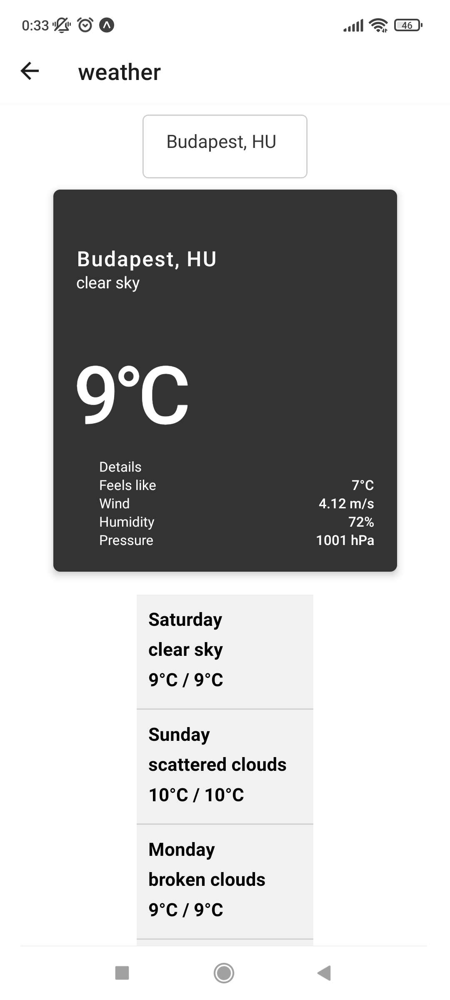 0:33
46
weather
Budapest, HU
Budapest, HU
clear sky
9°C
Details
Feels like 7°C
Wind 4.12 m/s
Humidity 72%
Pressure 1001 hPa
Saturday
clear sky
9°C / 9°C
Sunday
scattered clouds
10°C / 10°C
Monday
broken clouds
9°C / 9°C